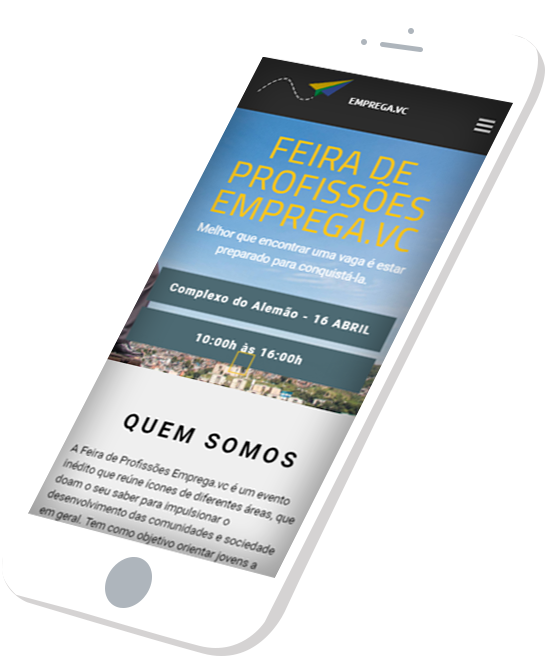 EMPREGA.VC
FEIRA DE
PROFISSÕES
EMPREGA.VC
Melhor que encontrar uma vaga é estar
preparado para conquistá-la.
Complexo do Alemão - 16 ABRIL
10:00h às 16:00h
QUEM SOMOS
A Feira de Profissões Emprega.vc é um evento
inédito que reúne ícones de diferentes áreas, que
doam o seu saber para impulsionar o
desenvolvimento das comunidades e sociedade
em geral. Tem como objetivo orientar jovens a